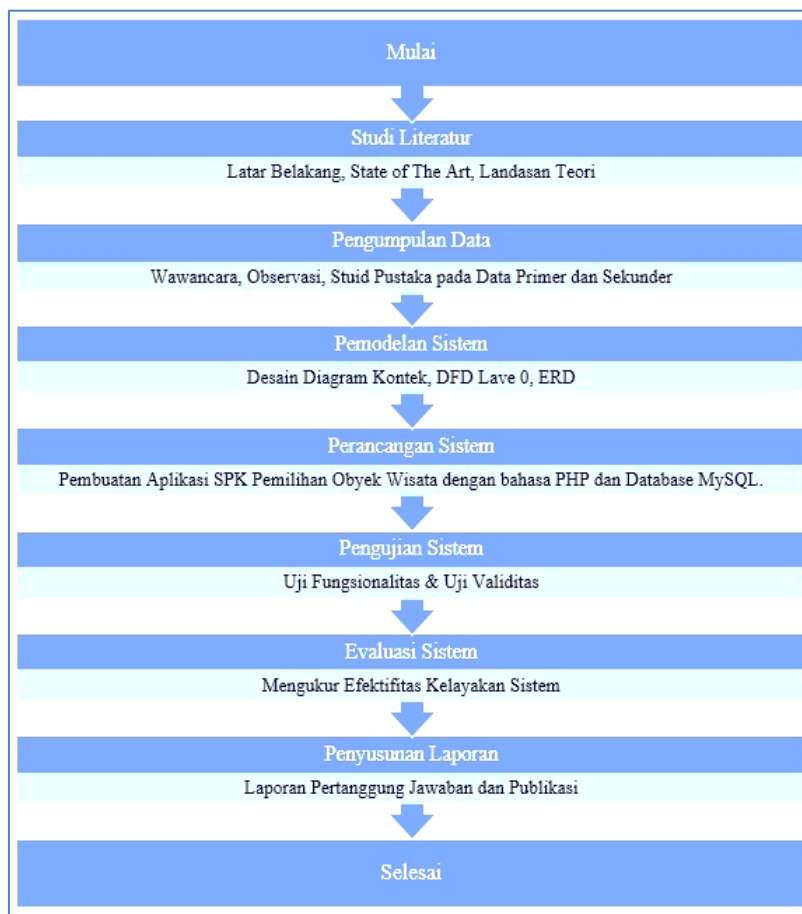 Mulai
Studi Literatur
Latar Belakang, State of The Art, Landasan Teori
Pengumpulan Data
Wawancara, Observasi, Stuid Pustaka pada Data Primer dan Sekunder
Pemodelan Sistem
Desain Diagram Kontek, DFD Lave 0, ERD
Perancangan Sistem
Pembuatan Aplikasi SPK Pemilihan Obyek Wisata dengan bahasa PHP dan Database MySQL.
Pengujian Sistem
Uji Fungsionalitas & Uji Validitas
Evaluasi Sistem
Mengukur Efektifitas Kelayakan Sistem
Penyusunan Laporan
Laporan Pertanggung Jawaban dan Publikasi
Selesai